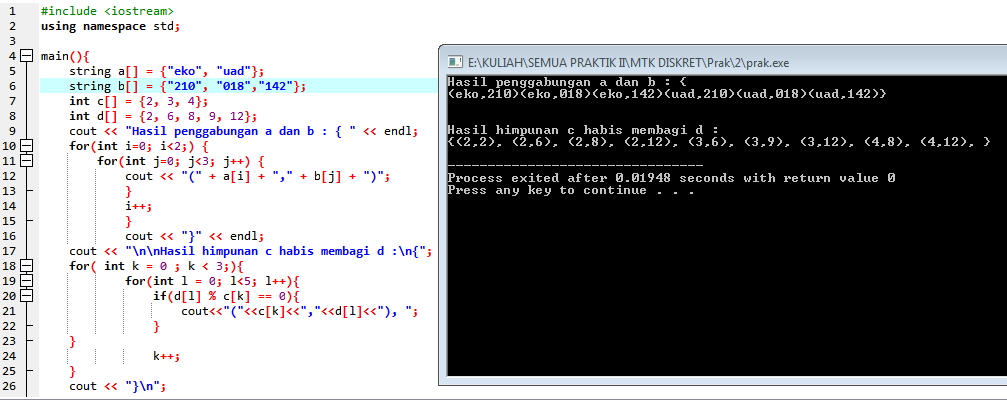 1 #include <iostream>
2 using namespace std;
3
4 main(){
5 string a[] = {"eko", "uad"};
6 string b[] = {"210", "018","142"};
7 int c[] = {2, 3, 4};
8 int d[] = {2, 6, 8, 9, 12};
9 cout << "Hasil penggabungan a dan b : { " << endl;
10 for(int i=0; i<2;) {
11 for(int j=0; j<3; j++) {
12 cout << "(" + a[i] + "," + b[j] + ")";
13 }
14 i++;
15 }
16 cout << "}" << endl;
17 cout << "\n\nHasil himpunan c habis membagi d :\n{";
18 for( int k = 0 ; k < 3;){
19 for(int l = 0; l<5; l++){
20 if(d[l] % c[k] == 0){
21 cout<<"("<<c[k]<<","<<d[l]<<"), ";
22 }
23 }
24 k++;
25 }
26 cout << "}\n";
E:\KULIAH\SEMUA PRAKTIK II\MTK DISKRET\Prak\2\prak.exe
Hasil penggabungan a dan b : {
(eko,210)(eko,018)(eko,142)(uad,210)(uad,018)(uad,142)}
Hasil himpunan c habis membagi d :
{(2,2), (2,6), (2,8), (2,12), (3,6), (3,9), (3,12), (4,8), (4,12), }
--------------------------------
Process exited after 0.01948 seconds with return value 0
Press any key to continue . . .